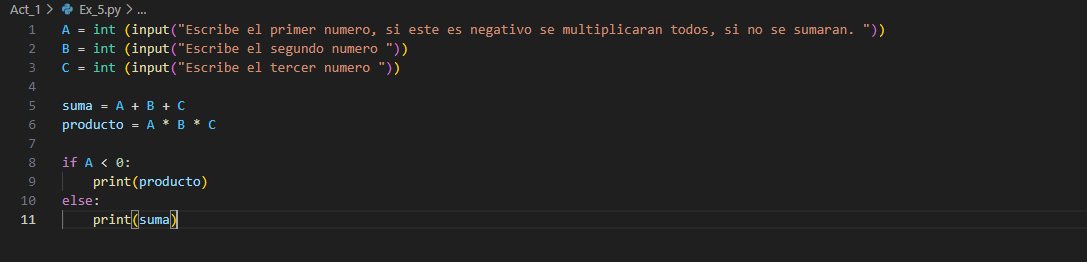 Act_1 > Ex_5.py > ...
1 A = int (input("Escribe el primer numero, si este es negativo se multiplicaran todos, si no se sumaran. "))
2 B = int (input("Escribe el segundo numero "))
3 C = int (input("Escribe el tercer numero "))
4
5 suma = A + B + C
6 producto = A * B * C
7
8 if A < 0:
9     print(producto)
10 else:
11     print(suma)